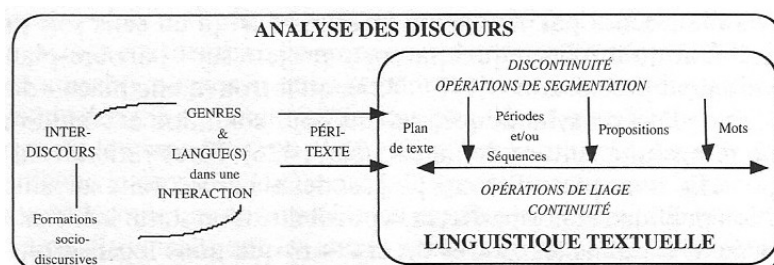 ANALYSE DES DISCOURS
DISCONTINUITÉ
OPÉRATIONS DE SEGMENTATION
INTER-
DISCOURS
Formations
socio-
discursives
GENRES
&
LANGUE(S)
dans une
INTERACTION
PÉRI-
TEXTE
Plan
de texte
Périodes
et/ou
Séquences
Propositions
Mots
OPÉRATIONS DE LIAGE
CONTINUITÉ
LINGUISTIQUE TEXTUELLE